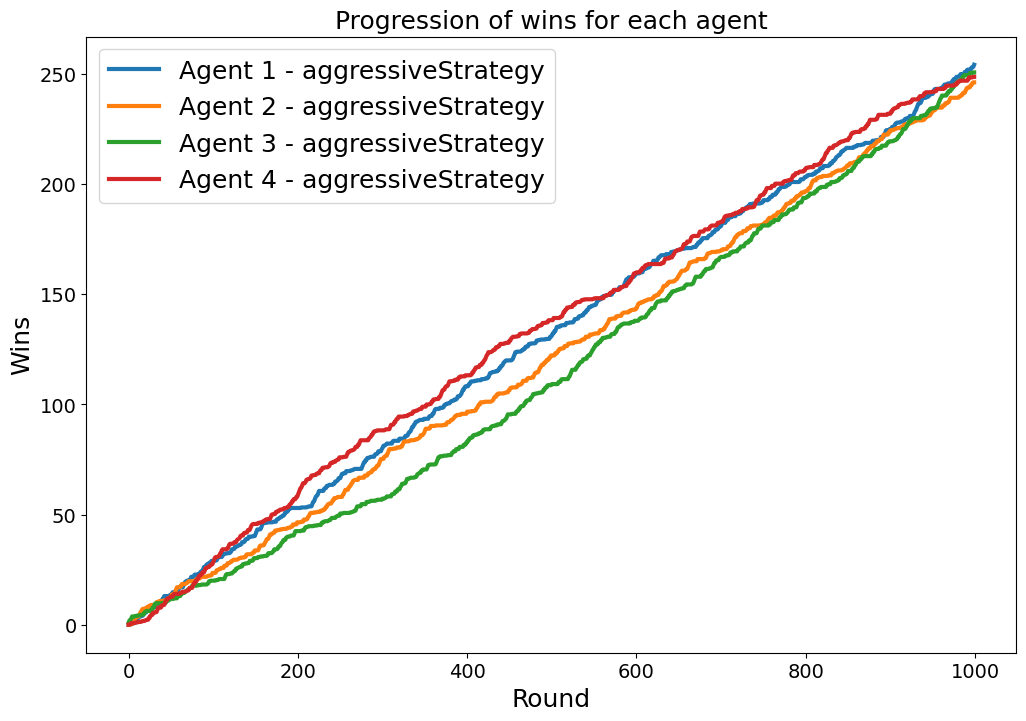 Progression of wins for each agent
Agent 1 - aggressiveStrategy
Agent 2 - aggressiveStrategy
Agent 3 - aggressiveStrategy
Agent 4 - aggressiveStrategy
250
200
150
100
50
0
Wins
0 200 400 600 800 1000
Round